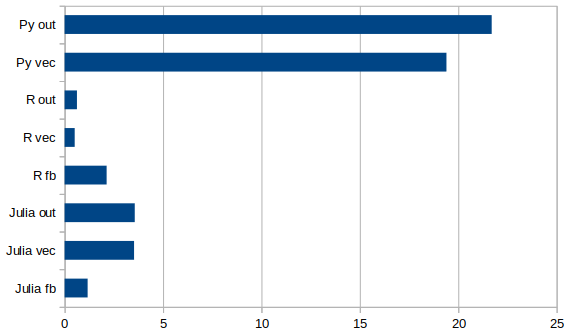 Py out
Py vec
R out
R vec
R fb
Julia out
Julia vec
Julia fb
0 5 10 15 20 25